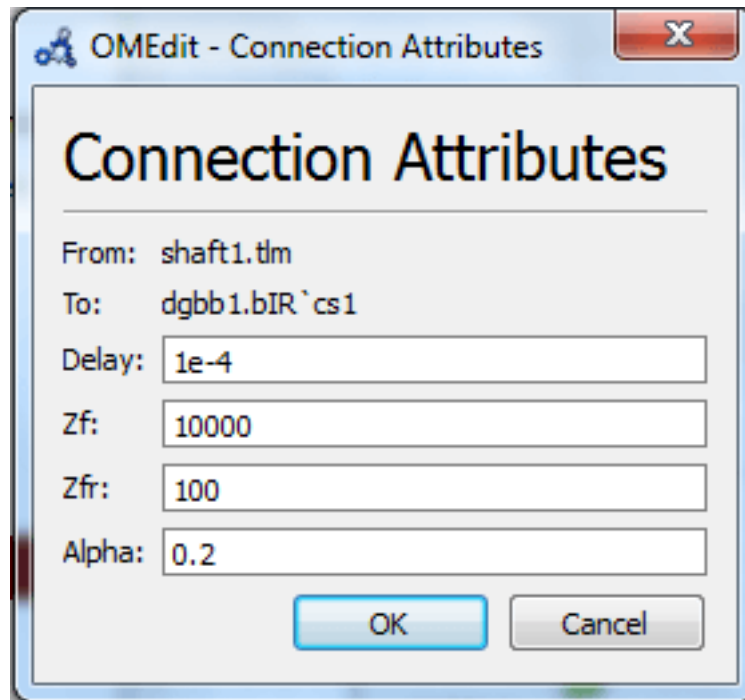 OMEdit - Connection Attributes
Connection Attributes
From: shaft1.tlm
To: dgbb1.bIR`cs1
Delay: 1e-4
Zf: 10000
Zfr: 100
Alpha: 0.2
OK Cancel